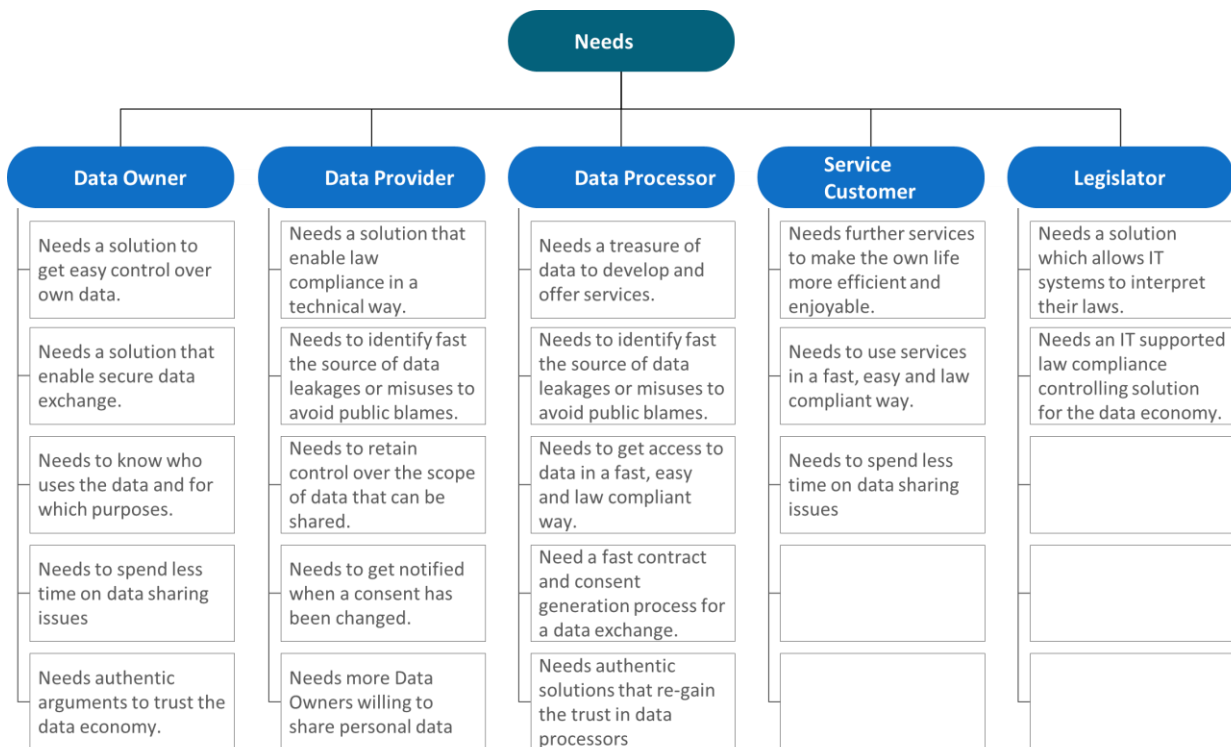 Needs
Data Owner
Needs a solution to
get easy control over
own data.
Needs a solution that
enable secure data
exchange.
Needs to know who
uses the data and for
which purposes.
Needs to spend less
time on data sharing
issues
Needs authentic
arguments to trust the
data economy.
Data Provider
Needs a solution that
enable law
compliance in a
technical way.
Needs to identify fast
the source of data
leakages or misuses to
avoid public blames.
Needs to retain
control over the scope
of data that can be
shared.
Needs to get notified
when a consent has
been changed.
Needs more Data
Owners willing to
share personal data
Data Processor
Needs a treasure of
data to develop and
offer services.
Needs to identify fast
the source of data
leakages or misuses to
avoid public blames.
Needs to get access to
data in a fast, easy
and law compliant
way.
Need a fast contract
and consent
generation process for
a data exchange.
Needs authentic
solutions that re-gain
the trust in data
processors
Service
Customer
Needs further services
to make the own life
more efficient and
enjoyable.
Needs to use services
in a fast, easy and law
compliant way.
Needs to spend less
time on data sharing
issues
Legislator
Needs a solution
which allows IT
systems to interpret
their laws.
Needs an IT supported
law compliance
controlling solution
for the data economy.